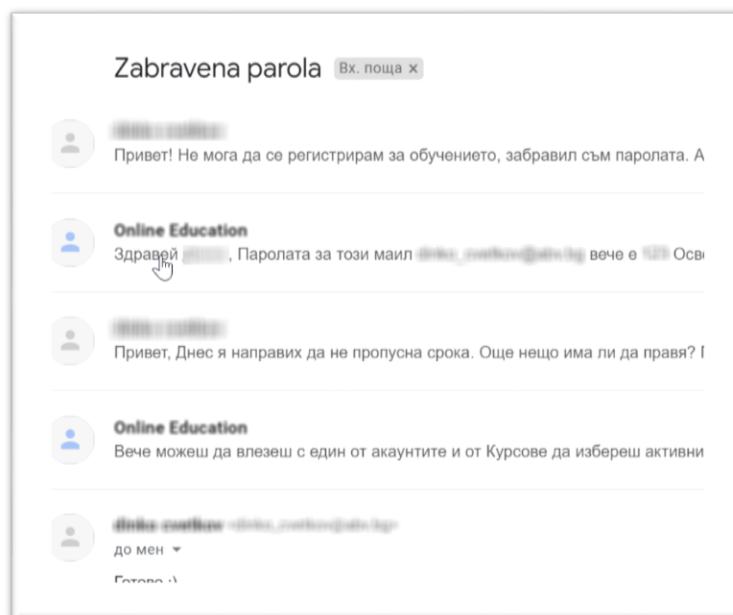 Zabravena parola Вх. поща ×
Привет! Не мога да се регистрирам за обучението, забравил съм паролата. А
Online Education
Здравей , Паролата за този маил вече е Осв
Привет, Днес я направих да не пропусна срока. Още нещо има ли да правя?
Online Education
Вече можеш да влезеш с един от акаунтите и от Курсове да избереш активни
до мен
Готово :)